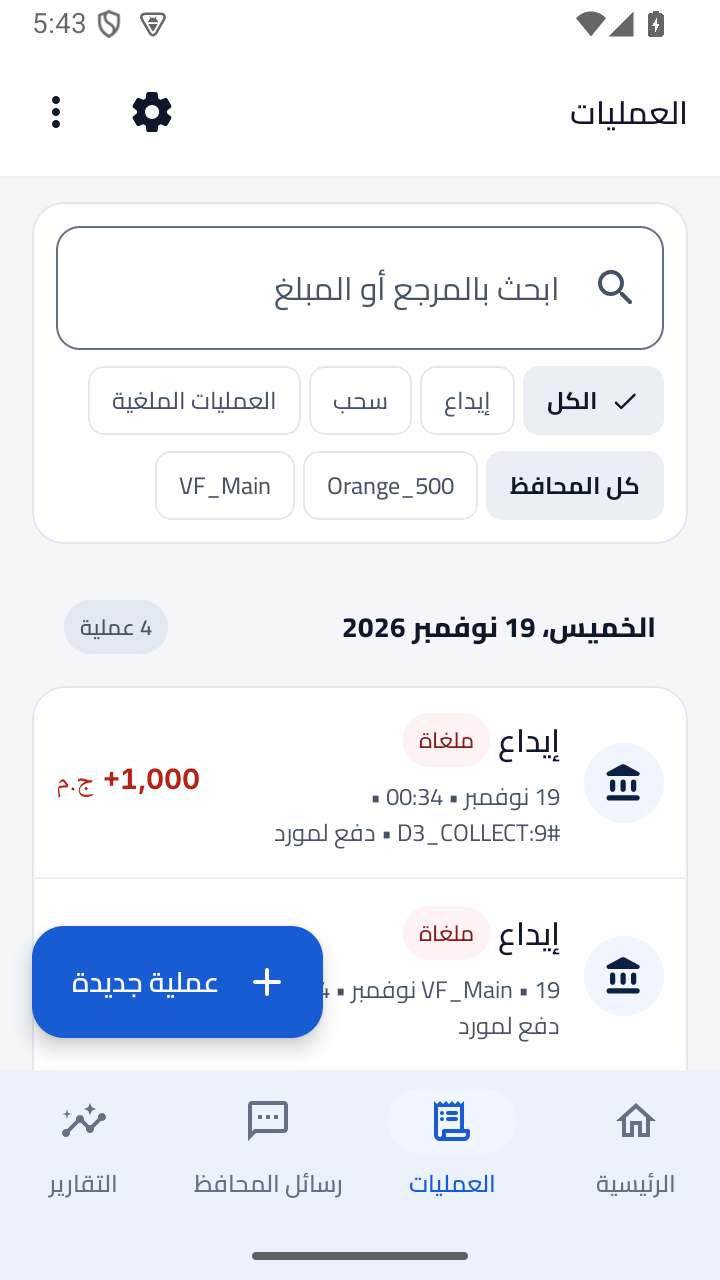 5:43
العمليات
ابحث بالمرجع أو المبلغ
الكل
إيداع
سحب
العمليات الملغية
كل المحافظ
Orange_500
VF_Main
الخميس، 19 نوفمبر 2026
4 عملية
إيداع ملغاة
+1,000 ج.م
19 نوفمبر ▪ 00:34 ▪
#D3_COLLECT:9 ▪ دفع لمورد
إيداع ملغاة
VF_Main ▪ 19 نوفمبر ▪
دفع لمورد
عملية جديدة
الرئيسية
العمليات
رسائل المحافظ
التقارير